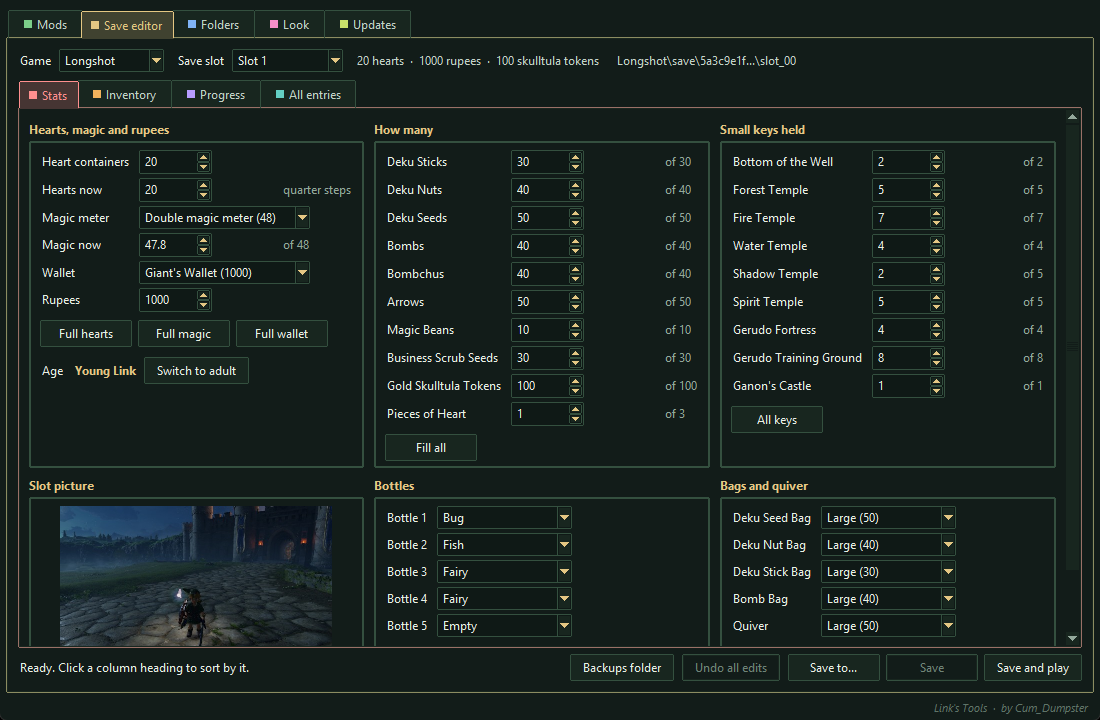 Mods Save editor Folders Look Updates
Game Longshot Save slot Slot 1 20 hearts · 1000 rupees · 100 skulltula tokens Longshot\save\5a3c9e1f...\slot_00
Stats Inventory Progress All entries
Hearts, magic and rupees
Heart containers 20
Hearts now 20 quarter steps
Magic meter Double magic meter (48)
Magic now 47.8 of 48
Wallet Giant's Wallet (1000)
Rupees 1000
Full hearts Full magic Full wallet
Age Young Link Switch to adult
How many
Deku Sticks 30 of 30
Deku Nuts 40 of 40
Deku Seeds 50 of 50
Bombs 40 of 40
Bombchus 40 of 40
Arrows 50 of 50
Magic Beans 10 of 10
Business Scrub Seeds 30 of 30
Gold Skulltula Tokens 100 of 100
Pieces of Heart 1 of 3
Fill all
Small keys held
Bottom of the Well 2 of 2
Forest Temple 5 of 5
Fire Temple 7 of 7
Water Temple 4 of 4
Shadow Temple 2 of 5
Spirit Temple 5 of 5
Gerudo Fortress 4 of 4
Gerudo Training Ground 8 of 8
Ganon's Castle 1 of 1
All keys
Slot picture
Bottles
Bottle 1 Bug
Bottle 2 Fish
Bottle 3 Fairy
Bottle 4 Fairy
Bottle 5 Empty
Bags and quiver
Deku Seed Bag Large (50)
Deku Nut Bag Large (40)
Deku Stick Bag Large (30)
Bomb Bag Large (40)
Quiver Large (50)
Ready. Click a column heading to sort by it. Backups folder Undo all edits Save to... Save Save and play
Link's Tools · by Cum_Dumpster